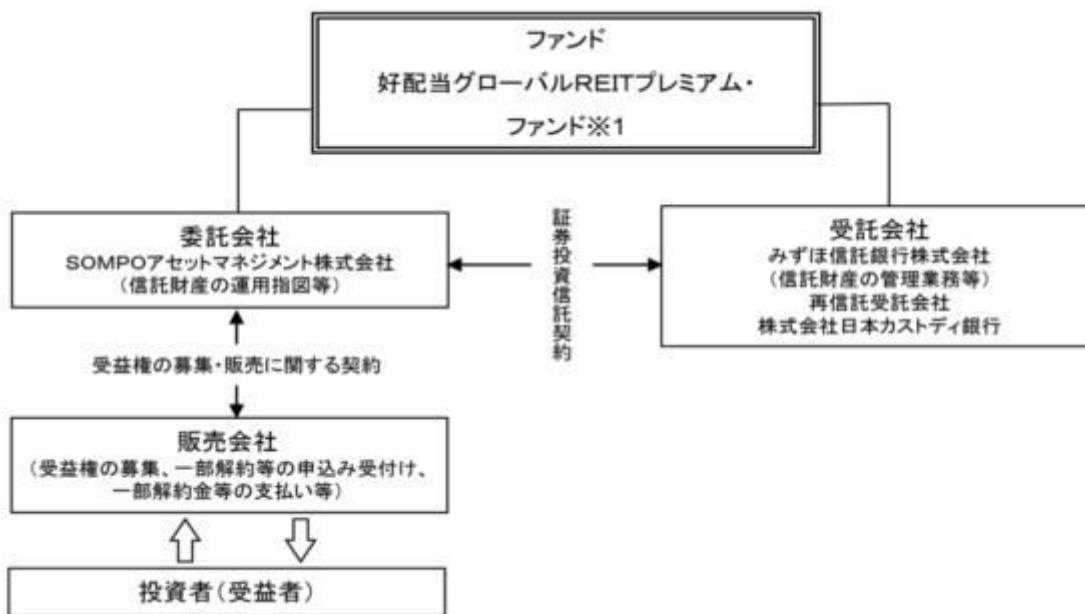 ファンド
好配当グローバルREITプレミアム・
ファンド※1
委託会社
SOMPOアセットマネジメント株式会社
(信託財産の運用指図等)
証券投資信託契約
受託会社
みずほ信託銀行株式会社
(信託財産の管理業務等)
再信託受託会社
株式会社日本カストディ銀行
受益権の募集・販売に関する契約
販売会社
(受益権の募集、一部解約等の申込み受付け、
一部解約金等の支払い等)
投資者(受益者)